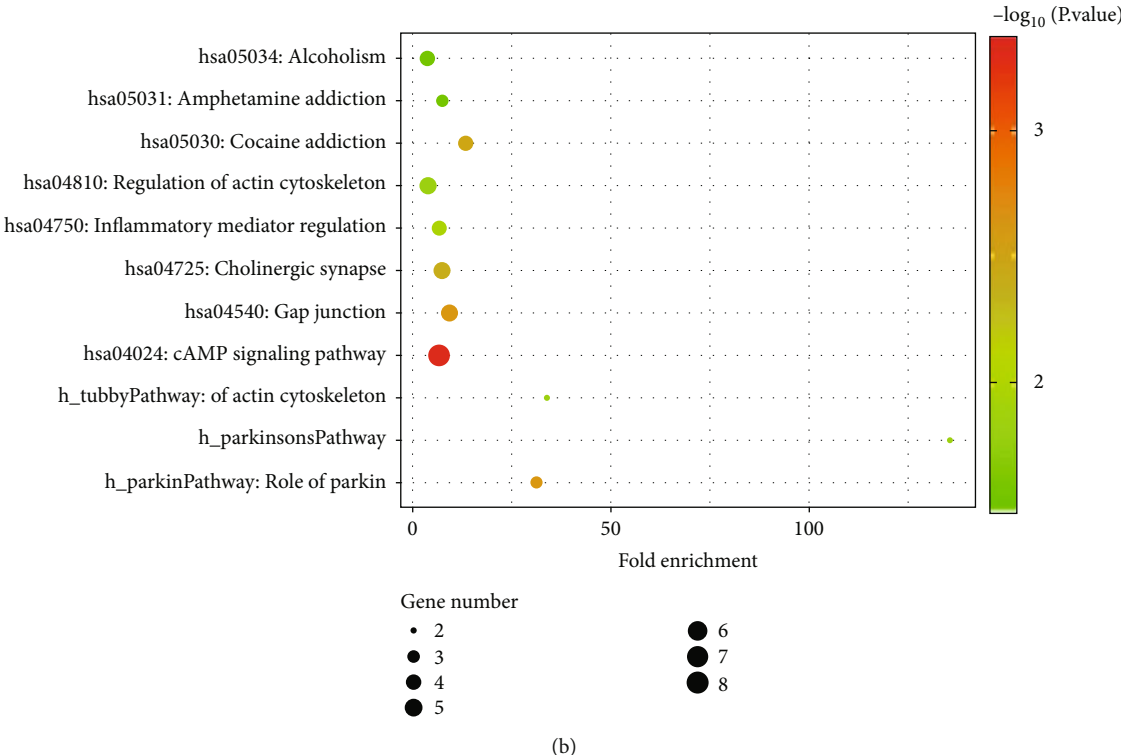 –log10 (P.value)
hsa05034: Alcoholism
hsa05031: Amphetamine addiction
hsa05030: Cocaine addiction
hsa04810: Regulation of actin cytoskeleton
hsa04750: Inflammatory mediator regulation
hsa04725: Cholinergic synapse
hsa04540: Gap junction
hsa04024: cAMP signaling pathway
h_tubbyPathway: of actin cytoskeleton
h_parkinsonsPathway
h_parkinPathway: Role of parkin
3
2
0 50 100
Fold enrichment
Gene number
2
3
4
5
6
7
8
(b)